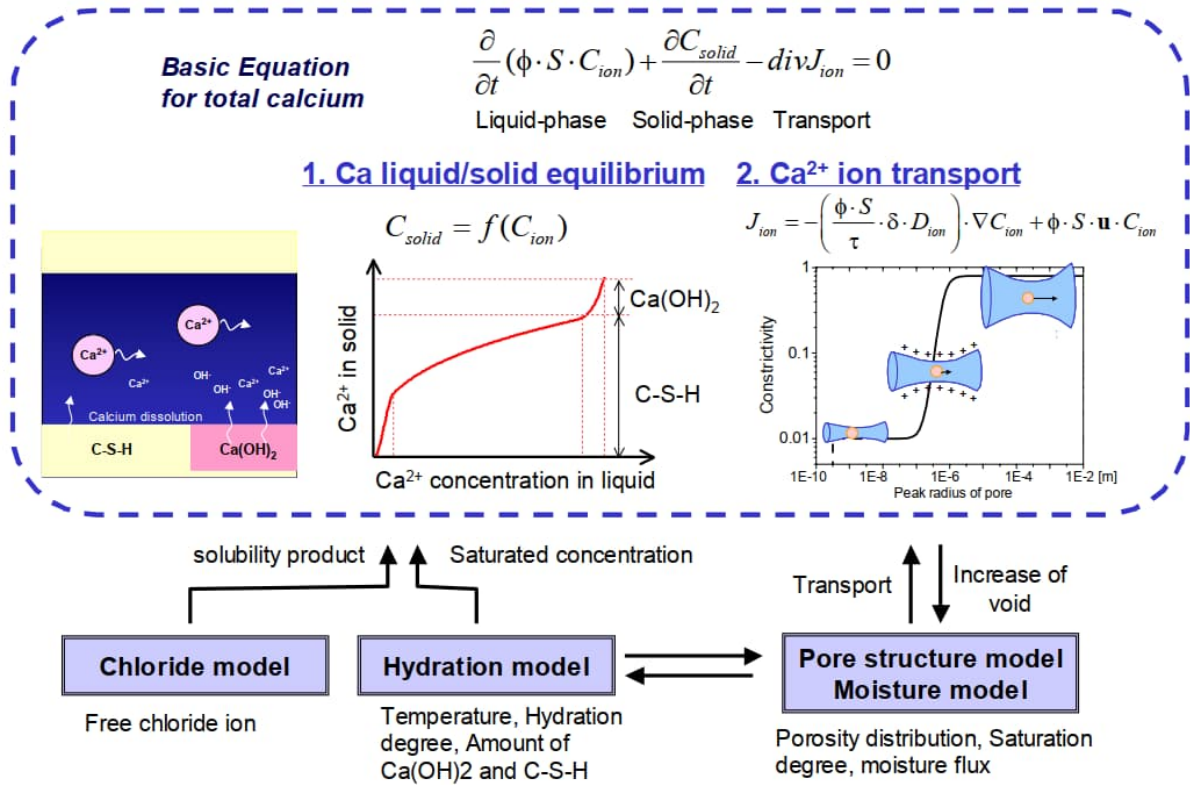 Basic Equation
for total calcium
∂/∂t (ϕ · S · C_ion) + ∂C_solid/∂t − divJ_ion = 0
Liquid-phase Solid-phase Transport
1. Ca liquid/solid equilibrium
C_solid = f(C_ion)
Ca²⁺
Ca²⁺
Ca²⁺
OH-
OH-
Ca²⁺
Ca²⁺
OH-
OH-
Calcium dissolution
C-S-H
Ca(OH)₂
Ca²⁺ in solid
Ca(OH)₂
C-S-H
Ca²⁺ concentration in liquid
2. Ca²⁺ ion transport
J_ion = −(ϕ · S/τ · δ · D_ion) · ∇C_ion + ϕ · S · u · C_ion
Constrictivity
1
0.1
0.01
+ + + + + + +
+ + + + + + +
1E-10 1E-8 1E-6 1E-4 1E-2 [m]
Peak radius of pore
solubility product
Saturated concentration
Transport
Increase of
void
Chloride model
Free chloride ion
Hydration model
Temperature, Hydration
degree, Amount of
Ca(OH)2 and C-S-H
Pore structure model
Moisture model
Porosity distribution, Saturation
degree, moisture flux